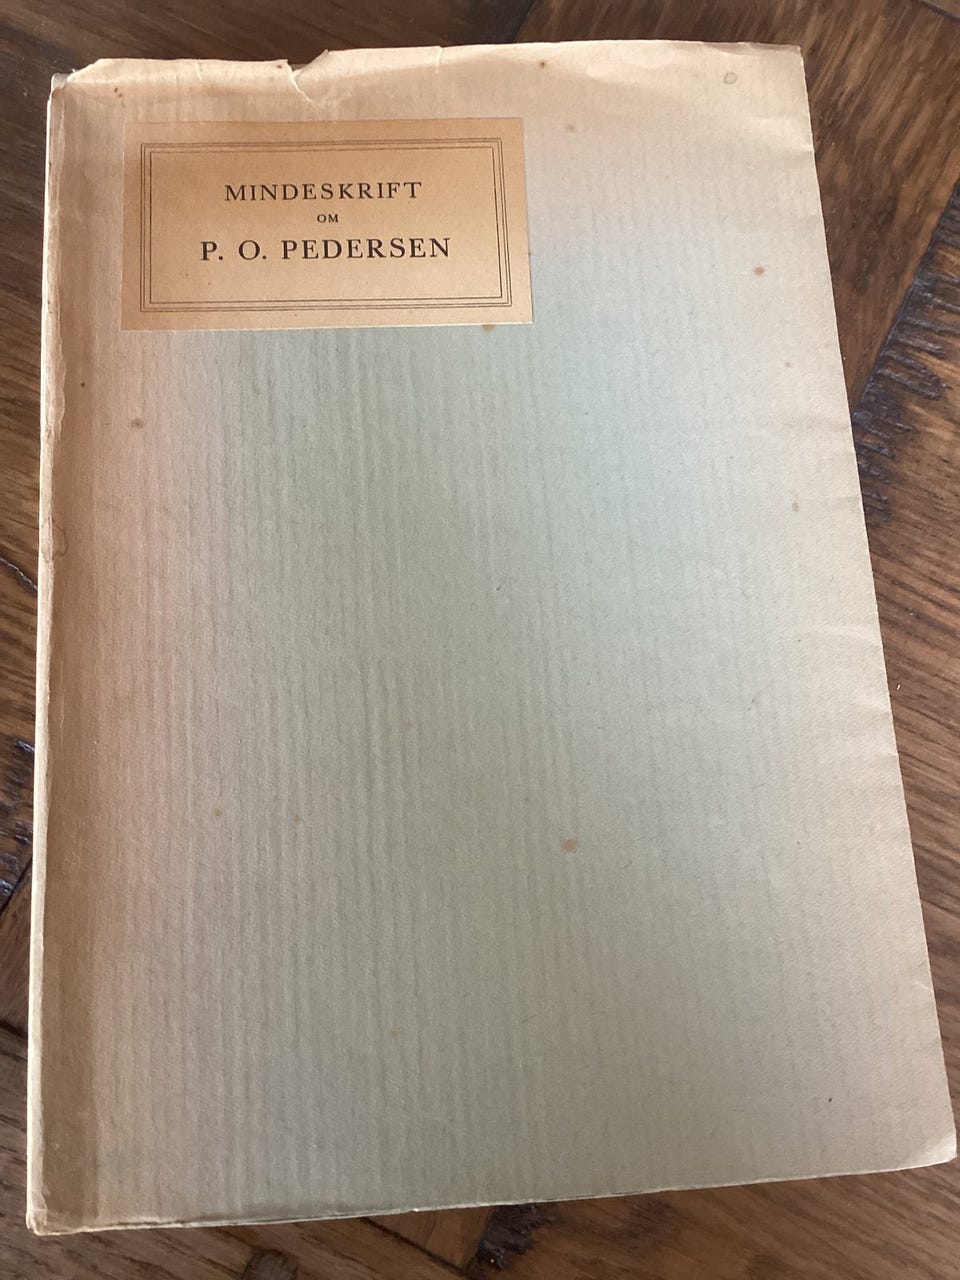 MINDESKRIFT
OM
P. O. PEDERSEN